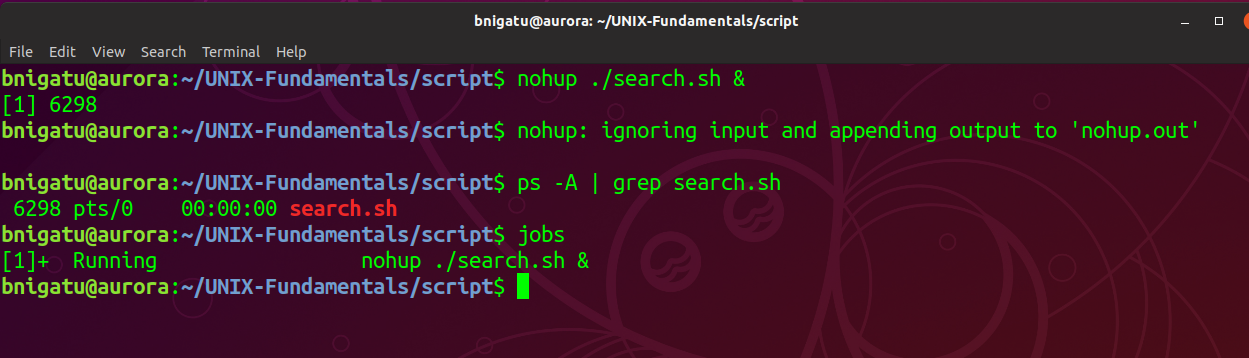 bnigatu@aurora: ~/UNIX-Fundamentals/script
File Edit View Search Terminal Help
bnigatu@aurora:~/UNIX-Fundamentals/script$ nohup ./search.sh &
[1] 6298
bnigatu@aurora:~/UNIX-Fundamentals/script$ nohup: ignoring input and appending output to 'nohup.out'
bnigatu@aurora:~/UNIX-Fundamentals/script$ ps -A | grep search.sh
 6298 pts/0    00:00:00 search.sh
bnigatu@aurora:~/UNIX-Fundamentals/script$ jobs
[1]+  Running                 nohup ./search.sh &
bnigatu@aurora:~/UNIX-Fundamentals/script$